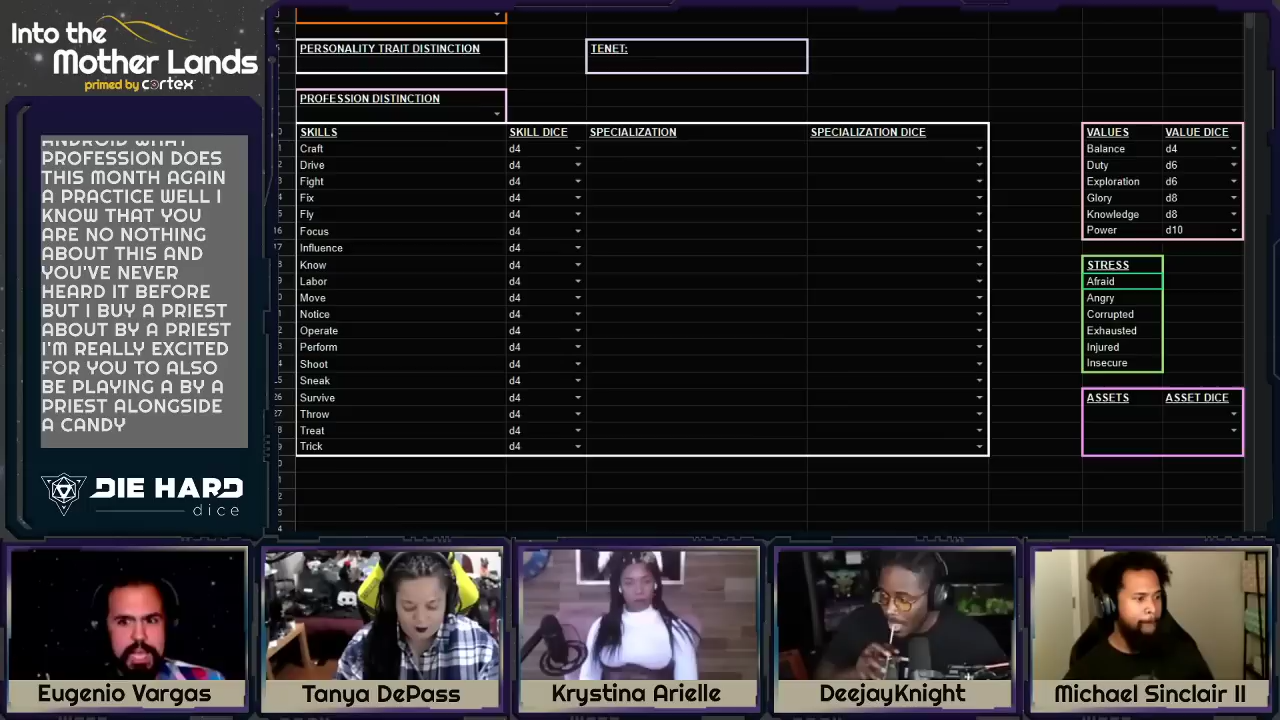 Into the
Mother Lands
primed by cortex
ANDROID WHAT
PROFESSION DOES
THIS MONTH AGAIN
A PRACTICE WELL I
KNOW THAT YOU
ARE NO NOTHING
ABOUT THIS AND
YOU'VE NEVER
HEARD IT BEFORE
BUT I BUY A PRIEST
ABOUT BY A PRIEST
I'M REALLY EXCITED
FOR YOU TO ALSO
BE PLAYING A BY A
PRIEST ALONGSIDE
A CANDY
DIE HARD
dice
PERSONALITY TRAIT DISTINCTION
TENET:
PROFESSION DISTINCTION
SKILLS SKILL DICE SPECIALIZATION SPECIALIZATION DICE
Craft d4
Drive d4
Fight d4
Fix d4
Fly d4
Focus d4
Influence d4
Know d4
Labor d4
Move d4
Notice d4
Operate d4
Perform d4
Shoot d4
Sneak d4
Survive d4
Throw d4
Treat d4
Trick d4
VALUES VALUE DICE
Balance d4
Duty d6
Exploration d6
Glory d8
Knowledge d8
Power d10
STRESS
Afraid
Angry
Corrupted
Exhausted
Injured
Insecure
ASSETS ASSET DICE
Eugenio Vargas
Tanya DePass
Krystina Arielle
DeejayKnight
Michael Sinclair II